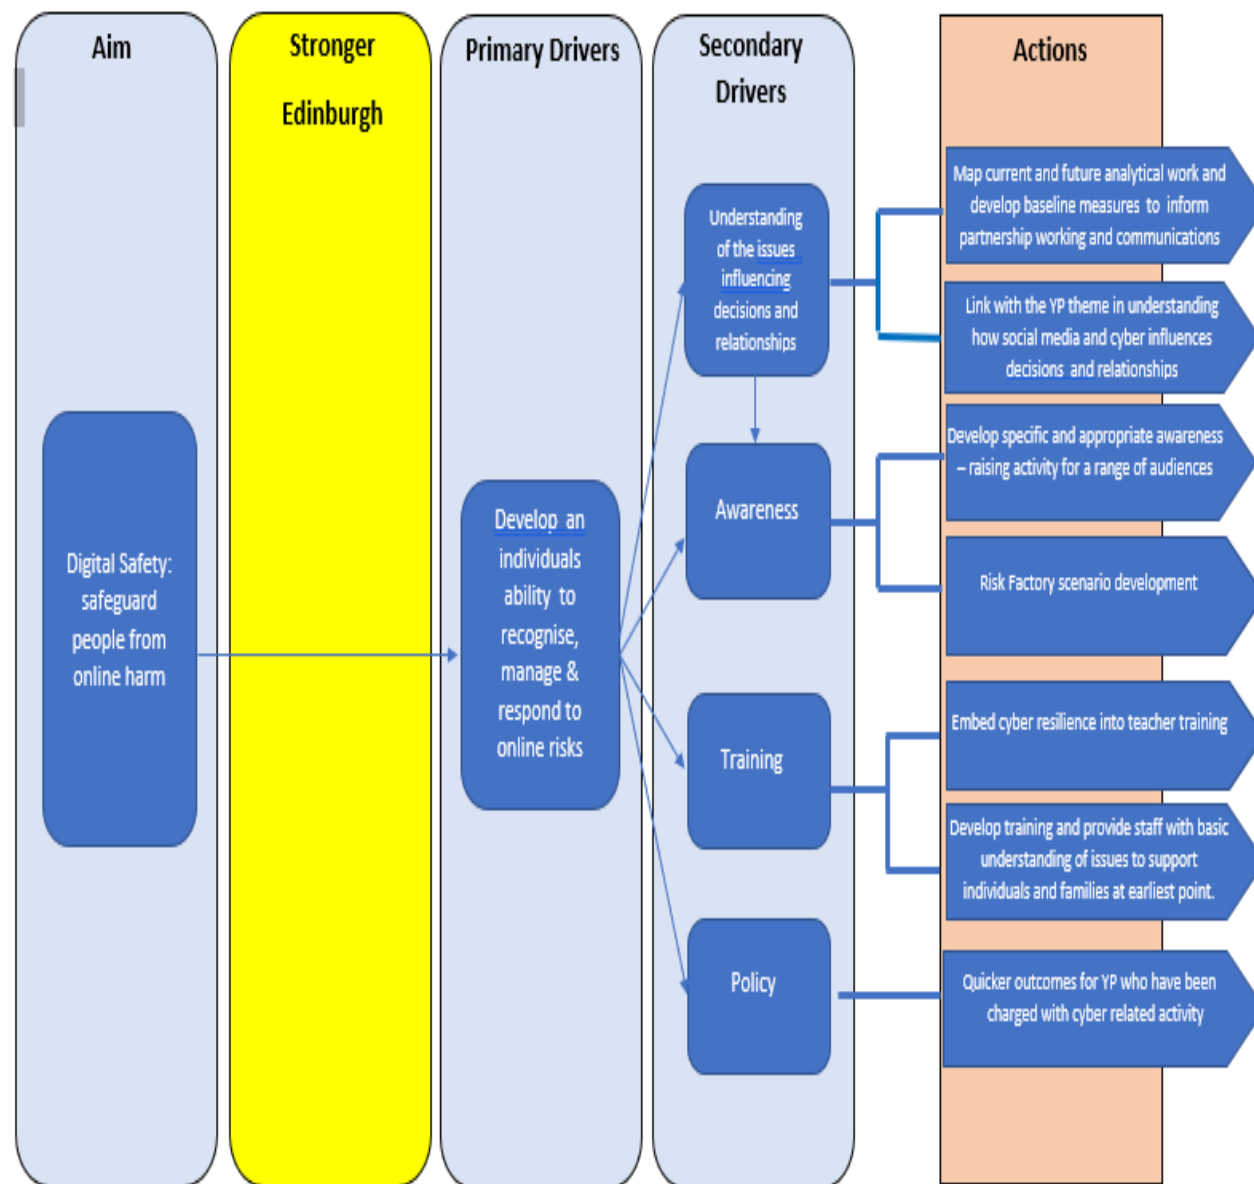 Aim
Stronger
Edinburgh
Primary Drivers
Secondary
Drivers
Actions
Digital Safety:
safeguard
people from
online harm
Develop an
individuals
ability to
recognise,
manage &
respond to
online risks
Understanding
of the issues
influencing
decisions and
relationships
Awareness
Training
Policy
Map current and future analytical work and
develop baseline measures to inform
partnership working and communications
Link with the YP theme in understanding
how social media and cyber influences
decisions and relationships
Develop specific and appropriate awareness
– raising activity for a range of audiences
Risk Factory scenario development
Embed cyber resilience into teacher training
Develop training and provide staff with basic
understanding of issues to support
individuals and families at earliest point.
Quicker outcomes for YP who have been
charged with cyber related activity